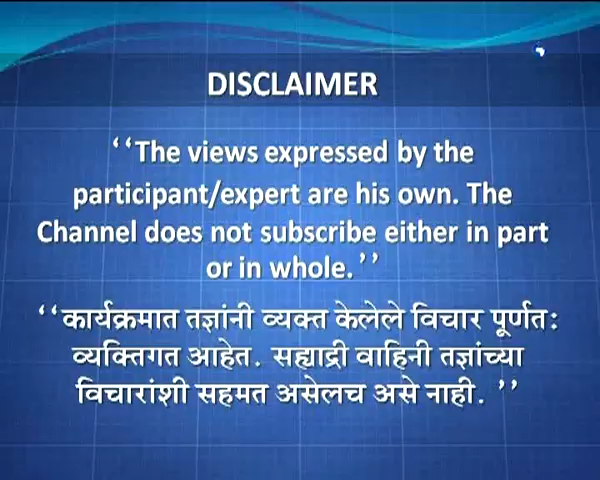 DISCLAIMER
‘‘The views expressed by the
participant/expert are his own. The
Channel does not subscribe either in part
or in whole.’’
‘‘कार्यक्रमात तज्ञांनी व्यक्त केलेले विचार पूर्णत:
व्यक्तिगत आहेत. सह्याद्री वाहिनी तज्ञांच्या
विचारांशी सहमत असेलच असे नाही. ’’